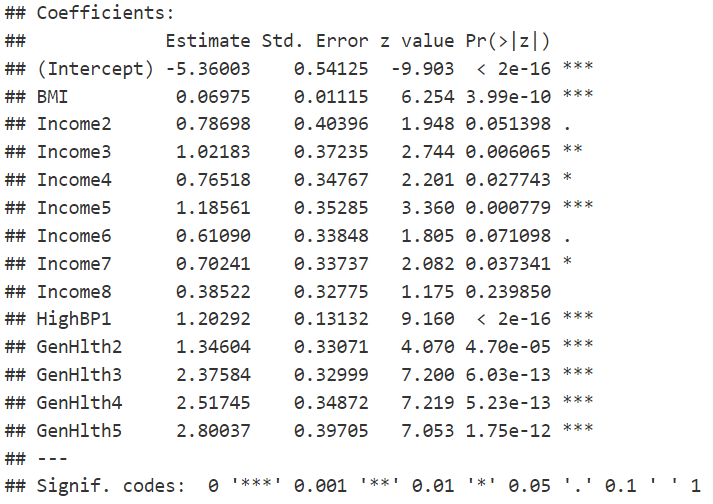 ## Coefficients:
##             Estimate Std. Error z value Pr(>|z|)
## (Intercept) -5.36003    0.54125  -9.903  < 2e-16 ***
## BMI          0.06975    0.01115   6.254 3.99e-10 ***
## Income2      0.78698    0.40396   1.948 0.051398 .
## Income3      1.02183    0.37235   2.744 0.006065 **
## Income4      0.76518    0.34767   2.201 0.027743 *
## Income5      1.18561    0.35285   3.360 0.000779 ***
## Income6      0.61090    0.33848   1.805 0.071098 .
## Income7      0.70241    0.33737   2.082 0.037341 *
## Income8      0.38522    0.32775   1.175 0.239850
## HighBP1      1.20292    0.13132   9.160  < 2e-16 ***
## GenHlth2     1.34604    0.33071   4.070 4.70e-05 ***
## GenHlth3     2.37584    0.32999   7.200 6.03e-13 ***
## GenHlth4     2.51745    0.34872   7.219 5.23e-13 ***
## GenHlth5     2.80037    0.39705   7.053 1.75e-12 ***
## ---
## Signif. codes:  0 '***' 0.001 '**' 0.01 '*' 0.05 '.' 0.1 ' ' 1